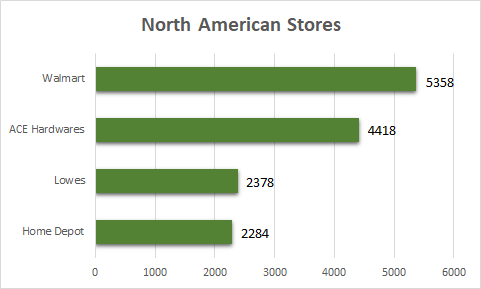 North American Stores
Walmart 5358
ACE Hardwares 4418
Lowes 2378
Home Depot 2284
0 1000 2000 3000 4000 5000 6000